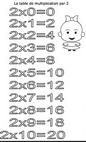 La table de multiplication par 2
2x0=0
2x1=2
2x2=4
2x3=6
2x4=8
2x5=10
2x6=12
2x7=14
2x8=16
2x9=18
2x10=20